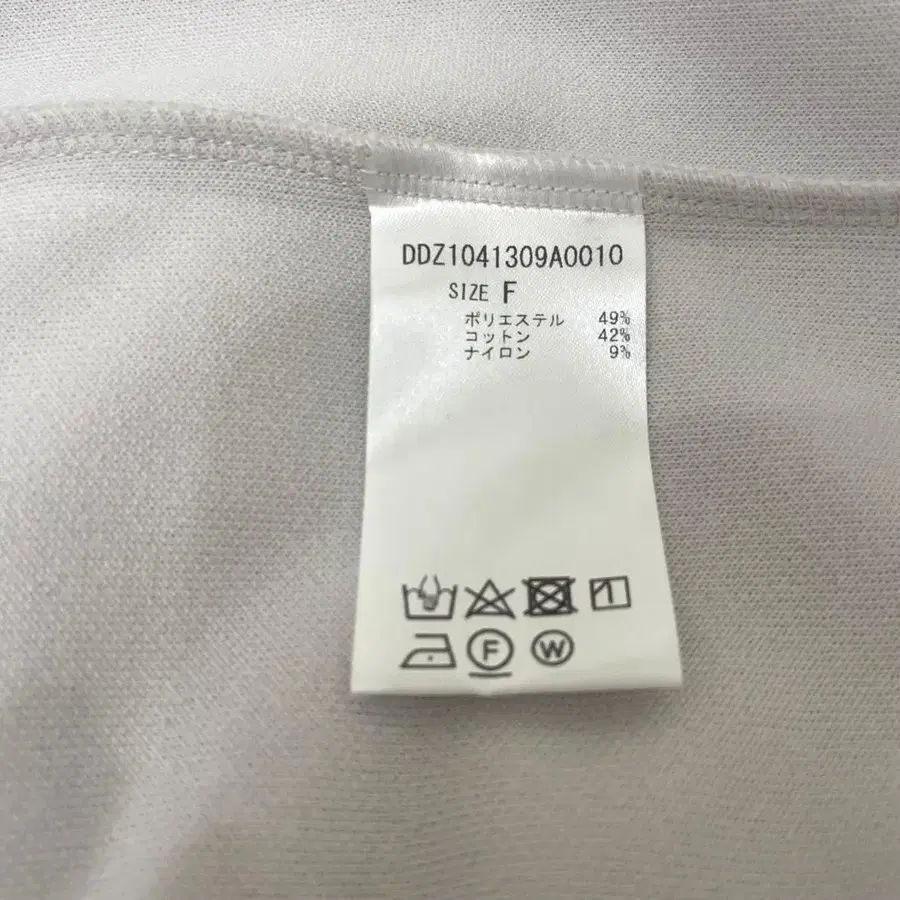 DDZ1041309A0010
SIZE F
ポリエステル 49%
コットン 42%
ナイロン 9%
F W